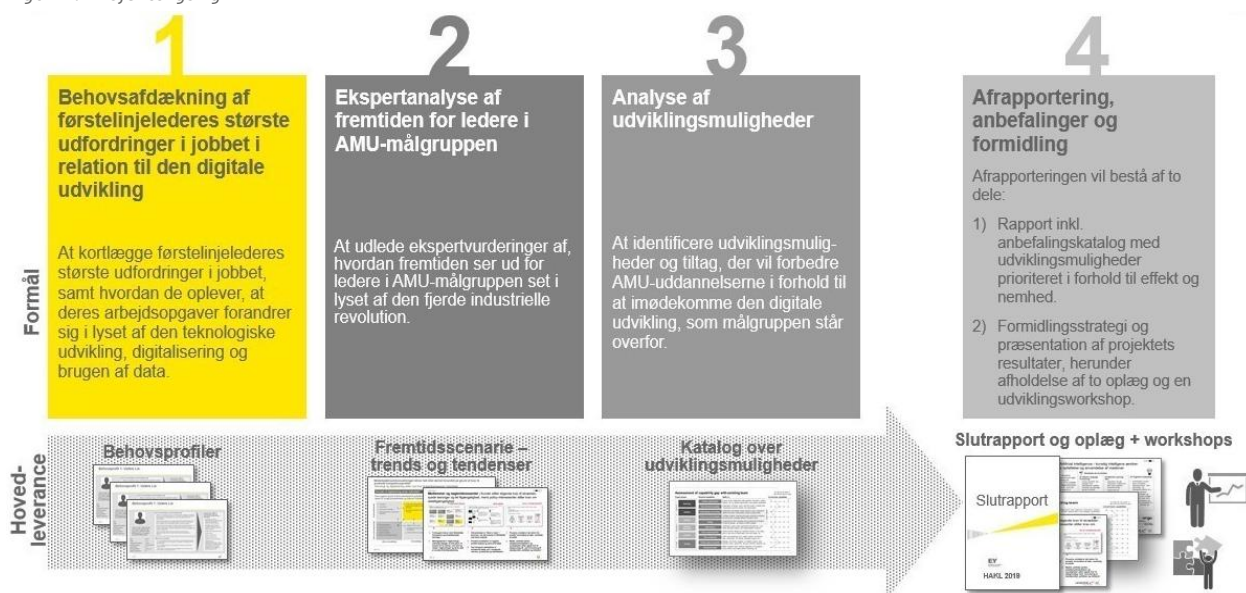 1
Behovsafdækning af
førstelinjelederes største
udfordringer i jobbet i
relation til den digitale
udvikling
At kortlægge førstelinjelederes
største udfordringer i jobbet,
samt hvordan de oplever, at
deres arbejdsopgaver forandrer
sig i lyset af den teknologiske
udvikling, digitalisering og
brugen af data.
2
Ekspertanalyse af
fremtiden for ledere i
AMU-målgruppen
At udlede ekspertvurderinger af,
hvordan fremtiden ser ud for
ledere i AMU-målgruppen set i
lyset af den fjerde industrielle
revolution.
3
Analyse af
udviklingsmuligheder
At identificere udviklingsmulig-
heder og tiltag, der vil forbedre
AMU-uddannelserne i forhold til
at imødekomme den digitale
udvikling, som målgruppen står
overfor.
4
Afrapportering,
anbefalinger og
formidling
Afrapporteringen vil bestå af to
dele:
1) Rapport inkl.
anbefalingskatalog med
udviklingsmuligheder
prioriteret i forhold til effekt og
nemhed.
2) Formidlingsstrategi og
præsentation af projektets
resultater, herunder
afholdelse af to oplæg og en
udviklingsworkshop.
Formål
Hoved-
leverance
Behovsprofiler
Fremtidsscenarie –
trends og tendenser
Katalog over
udviklingsmuligheder
Slutrapport og oplæg + workshops
Slutrapport
EY
HAKL 2019